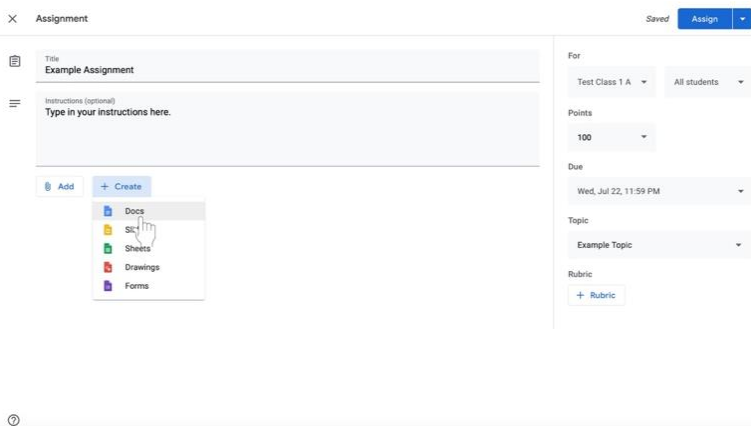 Assignment
Saved
Assign
Title
Example Assignment
Instructions (optional)
Type in your instructions here.
Add
+ Create
Docs
Sheets
Drawings
Forms
For
Test Class 1 A
All students
Points
100
Due
Wed, Jul 22, 11:59 PM
Topic
Example Topic
Rubric
+ Rubric